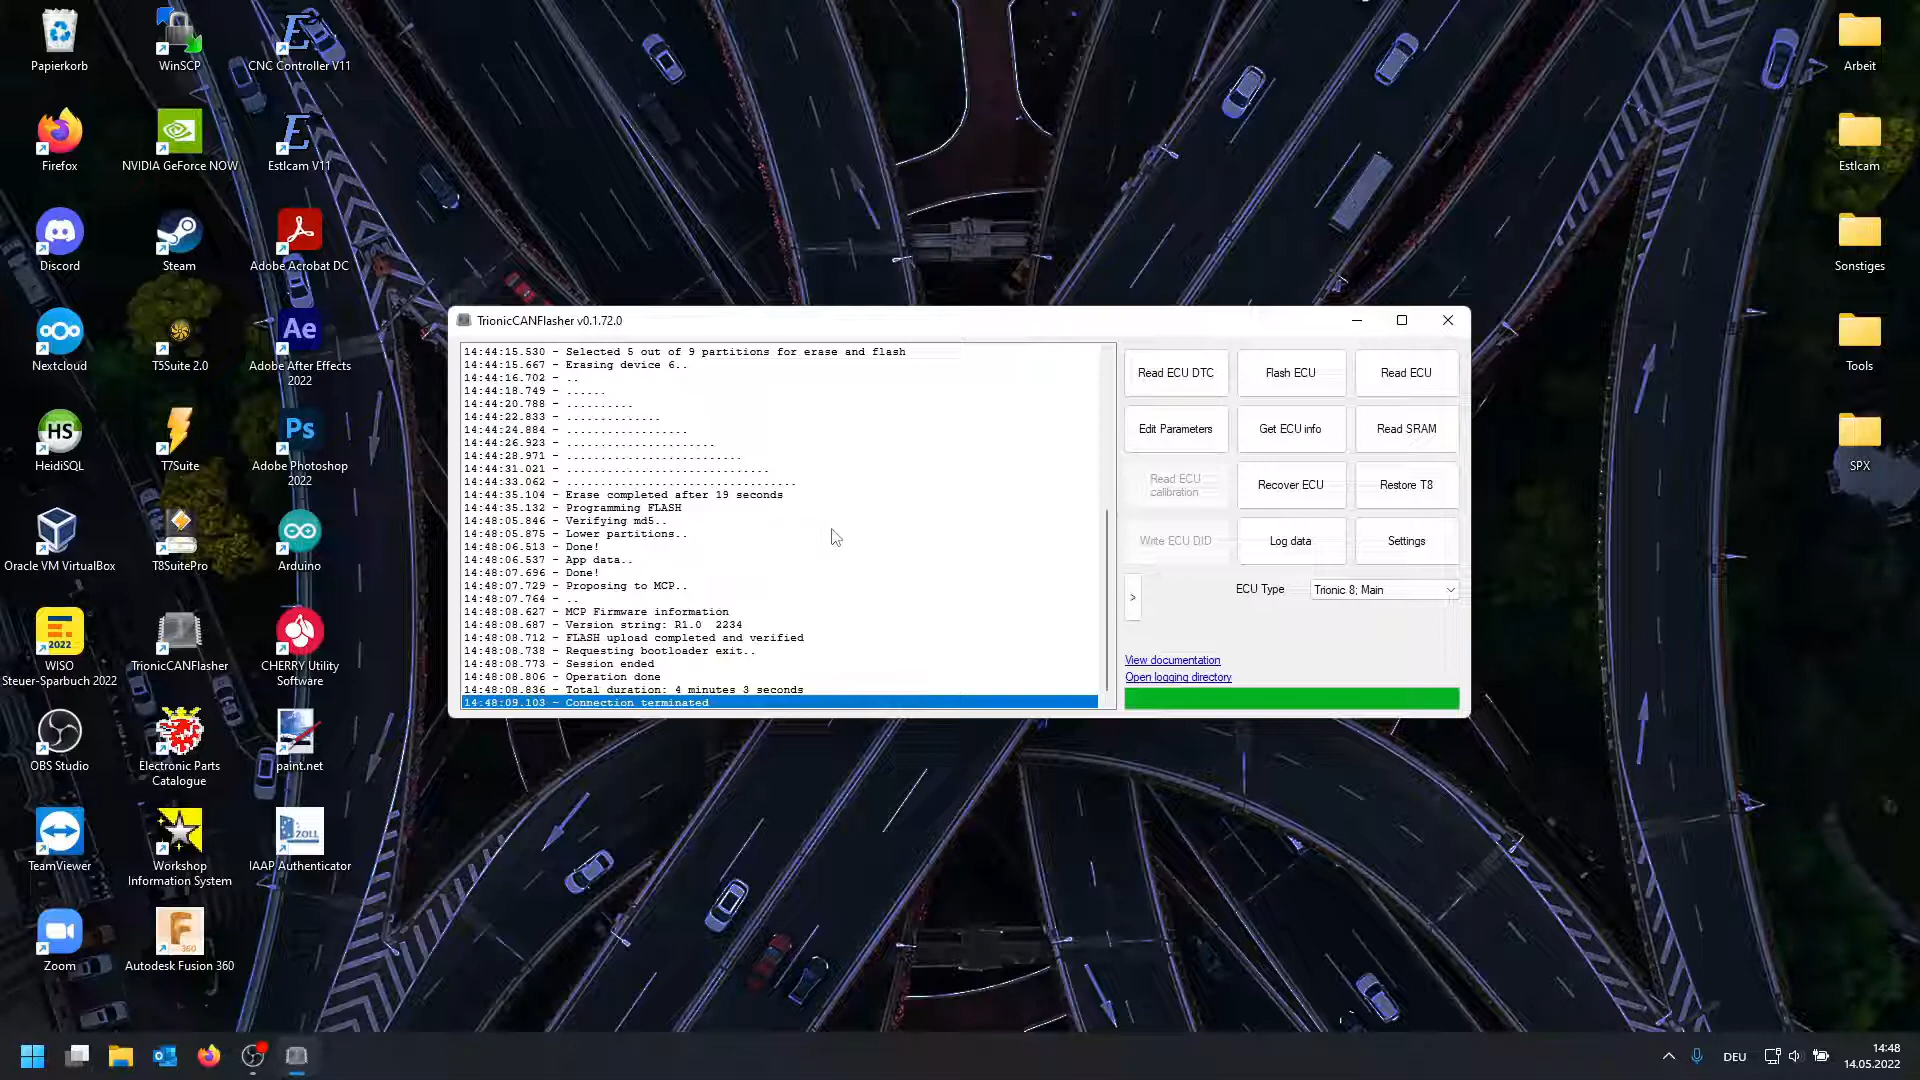 Papierkorb
WinSCP
CNC Controller V11
Firefox
NVIDIA GeForce NOW
Estlcam V11
Discord
Steam
Adobe Acrobat DC
Nextcloud
T5Suite 2.0
Ae
Adobe After Effects
2022
HS
HeidiSQL
T7Suite
Ps
Adobe Photoshop
2022
Oracle VM VirtualBox
T8SuitePro
Arduino
2022
WISO
Steuer-Sparbuch 2022
TrionicCANFlasher
CHERRY Utility
Software
OBS Studio
Electronic Parts
Catalogue
paint.net
TeamViewer
Workshop
Information System
ZOLL
IAAP Authenticator
Zoom
360
Autodesk Fusion 360
Arbeit
Estlcam
Sonstiges
Tools
SPX
TrionicCANFlasher v0.1.72.0
14:44:15.530 - Selected 5 out of 9 partitions for erase and flash
14:44:15.667 - Erasing device 6..
14:44:16.702 - ..
14:44:18.749 - ......
14:44:20.788 - ..........
14:44:22.833 - ..............
14:44:24.884 - ..................
14:44:26.923 - ......................
14:44:28.971 - ..........................
14:44:31.021 - ..............................
14:44:33.062 - ..................................
14:44:35.104 - Erase completed after 19 seconds
14:44:35.132 - Programming FLASH
14:48:05.846 - Verifying md5..
14:48:05.875 - Lower partitions..
14:48:06.513 - Done!
14:48:06.537 - App data..
14:48:07.696 - Done!
14:48:07.729 - Proposing to MCP..
14:48:07.764 - ..
14:48:08.627 - MCP Firmware information
14:48:08.687 - Version string: R1.0  2234
14:48:08.712 - FLASH upload completed and verified
14:48:08.738 - Requesting bootloader exit..
14:48:08.773 - Session ended
14:48:08.806 - Operation done
14:48:08.836 - Total duration: 4 minutes 3 seconds
14:48:09.103 - Connection terminated
Read ECU DTC
Flash ECU
Read ECU
Edit Parameters
Get ECU info
Read SRAM
Read ECU
calibration
Recover ECU
Restore T8
Write ECU DID
Log data
Settings
>
ECU Type
Trionic 8; Main
View documentation
Open logging directory
DEU
14:48
14.05.2022